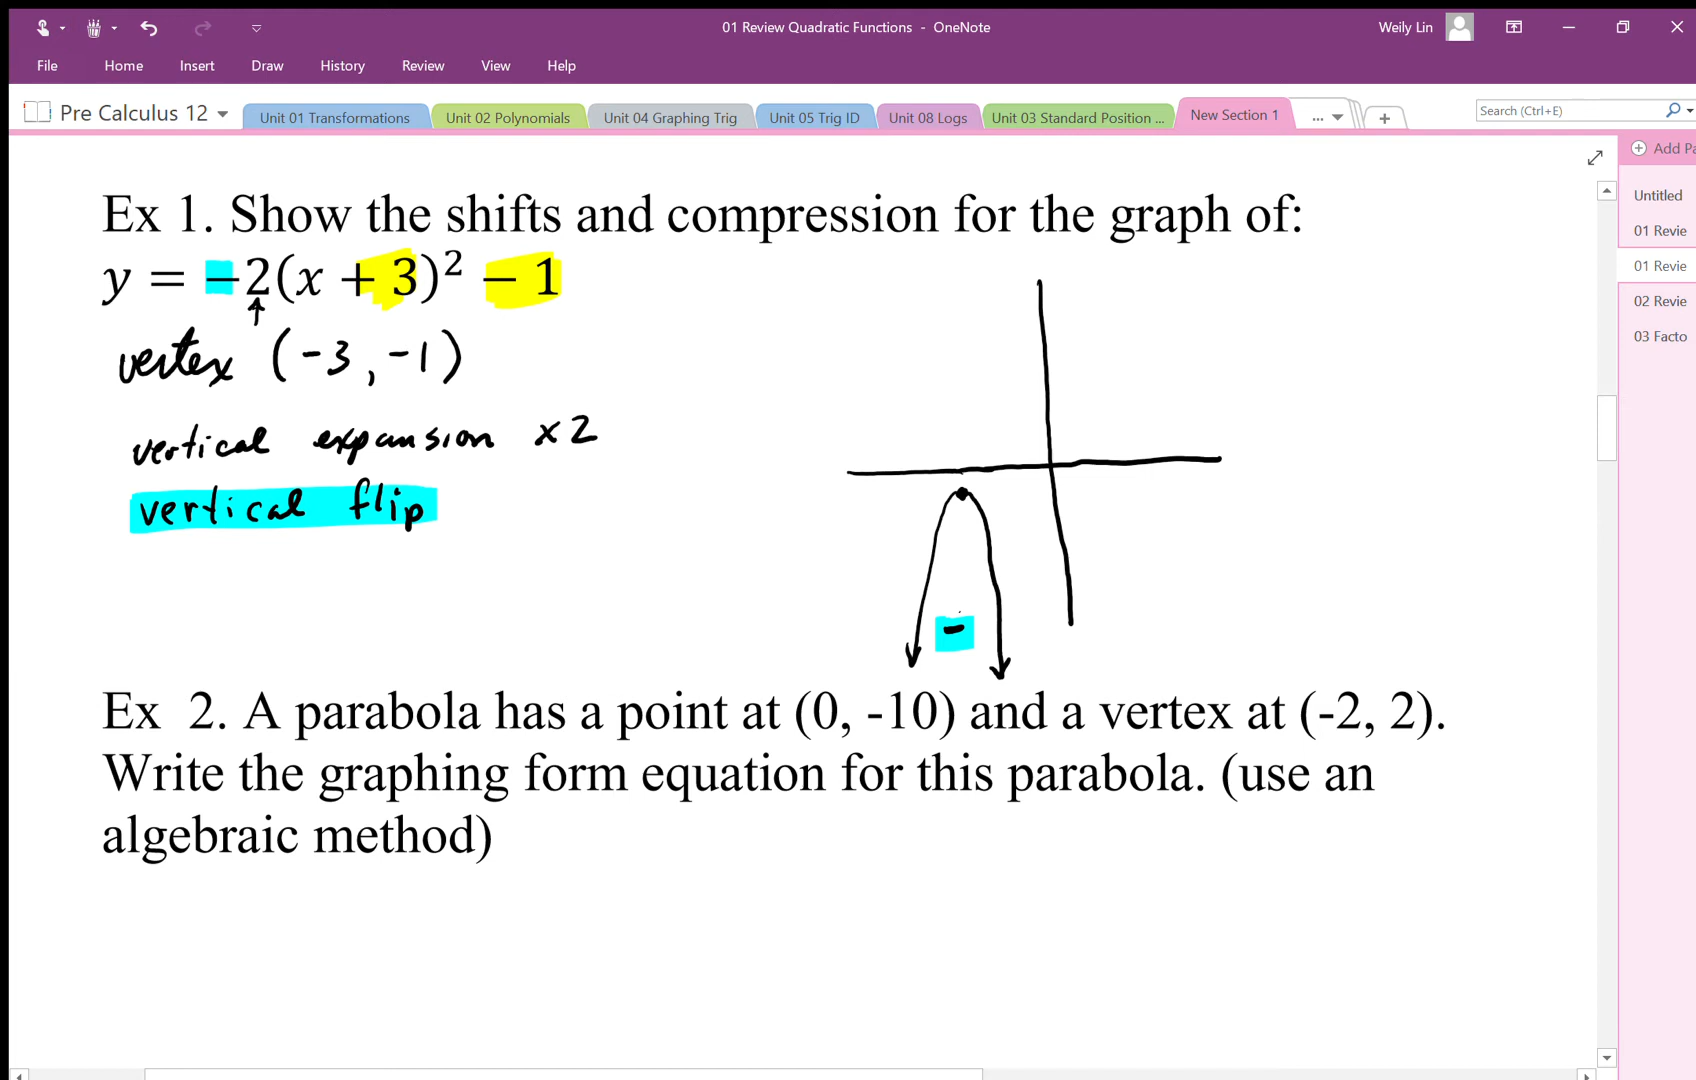 01 Review Quadratic Functions - OneNote
Weily Lin
File Home Insert Draw History Review View Help
Pre Calculus 12
Unit 01 Transformations
Unit 02 Polynomials
Unit 04 Graphing Trig
Unit 05 Trig ID
Unit 08 Logs
Unit 03 Standard Position ...
New Section 1
...
Search (Ctrl+E)
Add Pa
Untitled
01 Revie
01 Revie
02 Revie
03 Facto
Ex 1. Show the shifts and compression for the graph of:
y = −2(x + 3)² − 1
vertex (-3, -1)
vertical expansion x2
vertical flip
-
Ex 2. A parabola has a point at (0, -10) and a vertex at (-2, 2).
Write the graphing form equation for this parabola. (use an
algebraic method)